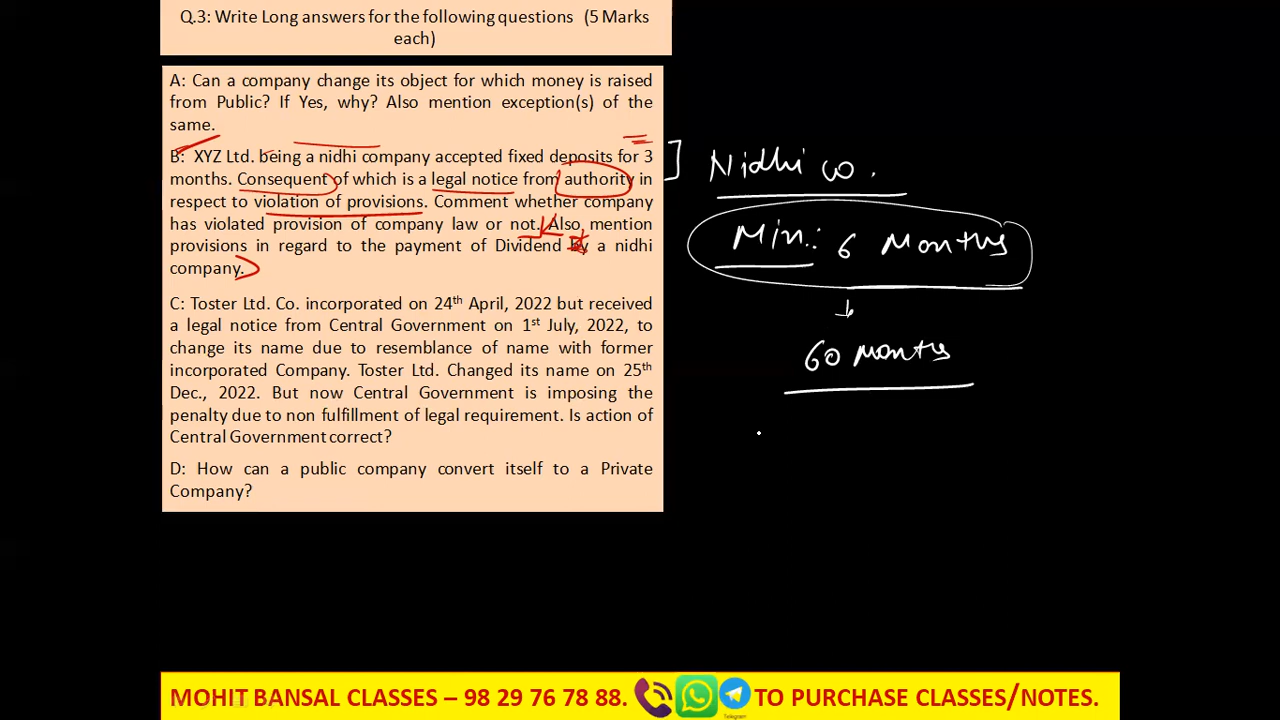 Q.3: Write Long answers for the following questions (5 Marks
each)
A: Can a company change its object for which money is raised
from Public? If Yes, why? Also mention exception(s) of the
same.
B: XYZ Ltd. being a nidhi company accepted fixed deposits for 3
months. Consequent of which is a legal notice from authority in
respect to violation of provisions. Comment whether company
has violated provision of company law or not. Also mention
provisions in regard to the payment of Dividend by a nidhi
company.
C: Toster Ltd. Co. incorporated on 24th April, 2022 but received
a legal notice from Central Government on 1st July, 2022, to
change its name due to resemblance of name with former
incorporated Company. Toster Ltd. Changed its name on 25th
Dec., 2022. But now Central Government is imposing the
penalty due to non fulfillment of legal requirement. Is action of
Central Government correct?
D: How can a public company convert itself to a Private
Company?
] Nidhi co.
Min.: 6 Months
60 Months
MOHIT BANSAL CLASSES – 98 29 76 78 88. TO PURCHASE CLASSES/NOTES.
Telegram